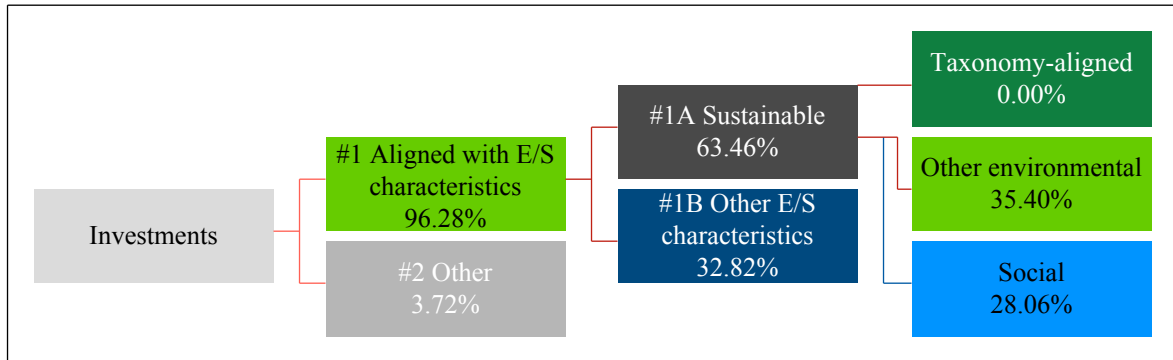 Investments
#1 Aligned with E/S
characteristics
96.28%
#2 Other
3.72%
#1A Sustainable
63.46%
#1B Other E/S
characteristics
32.82%
Taxonomy-aligned
0.00%
Other environmental
35.40%
Social
28.06%